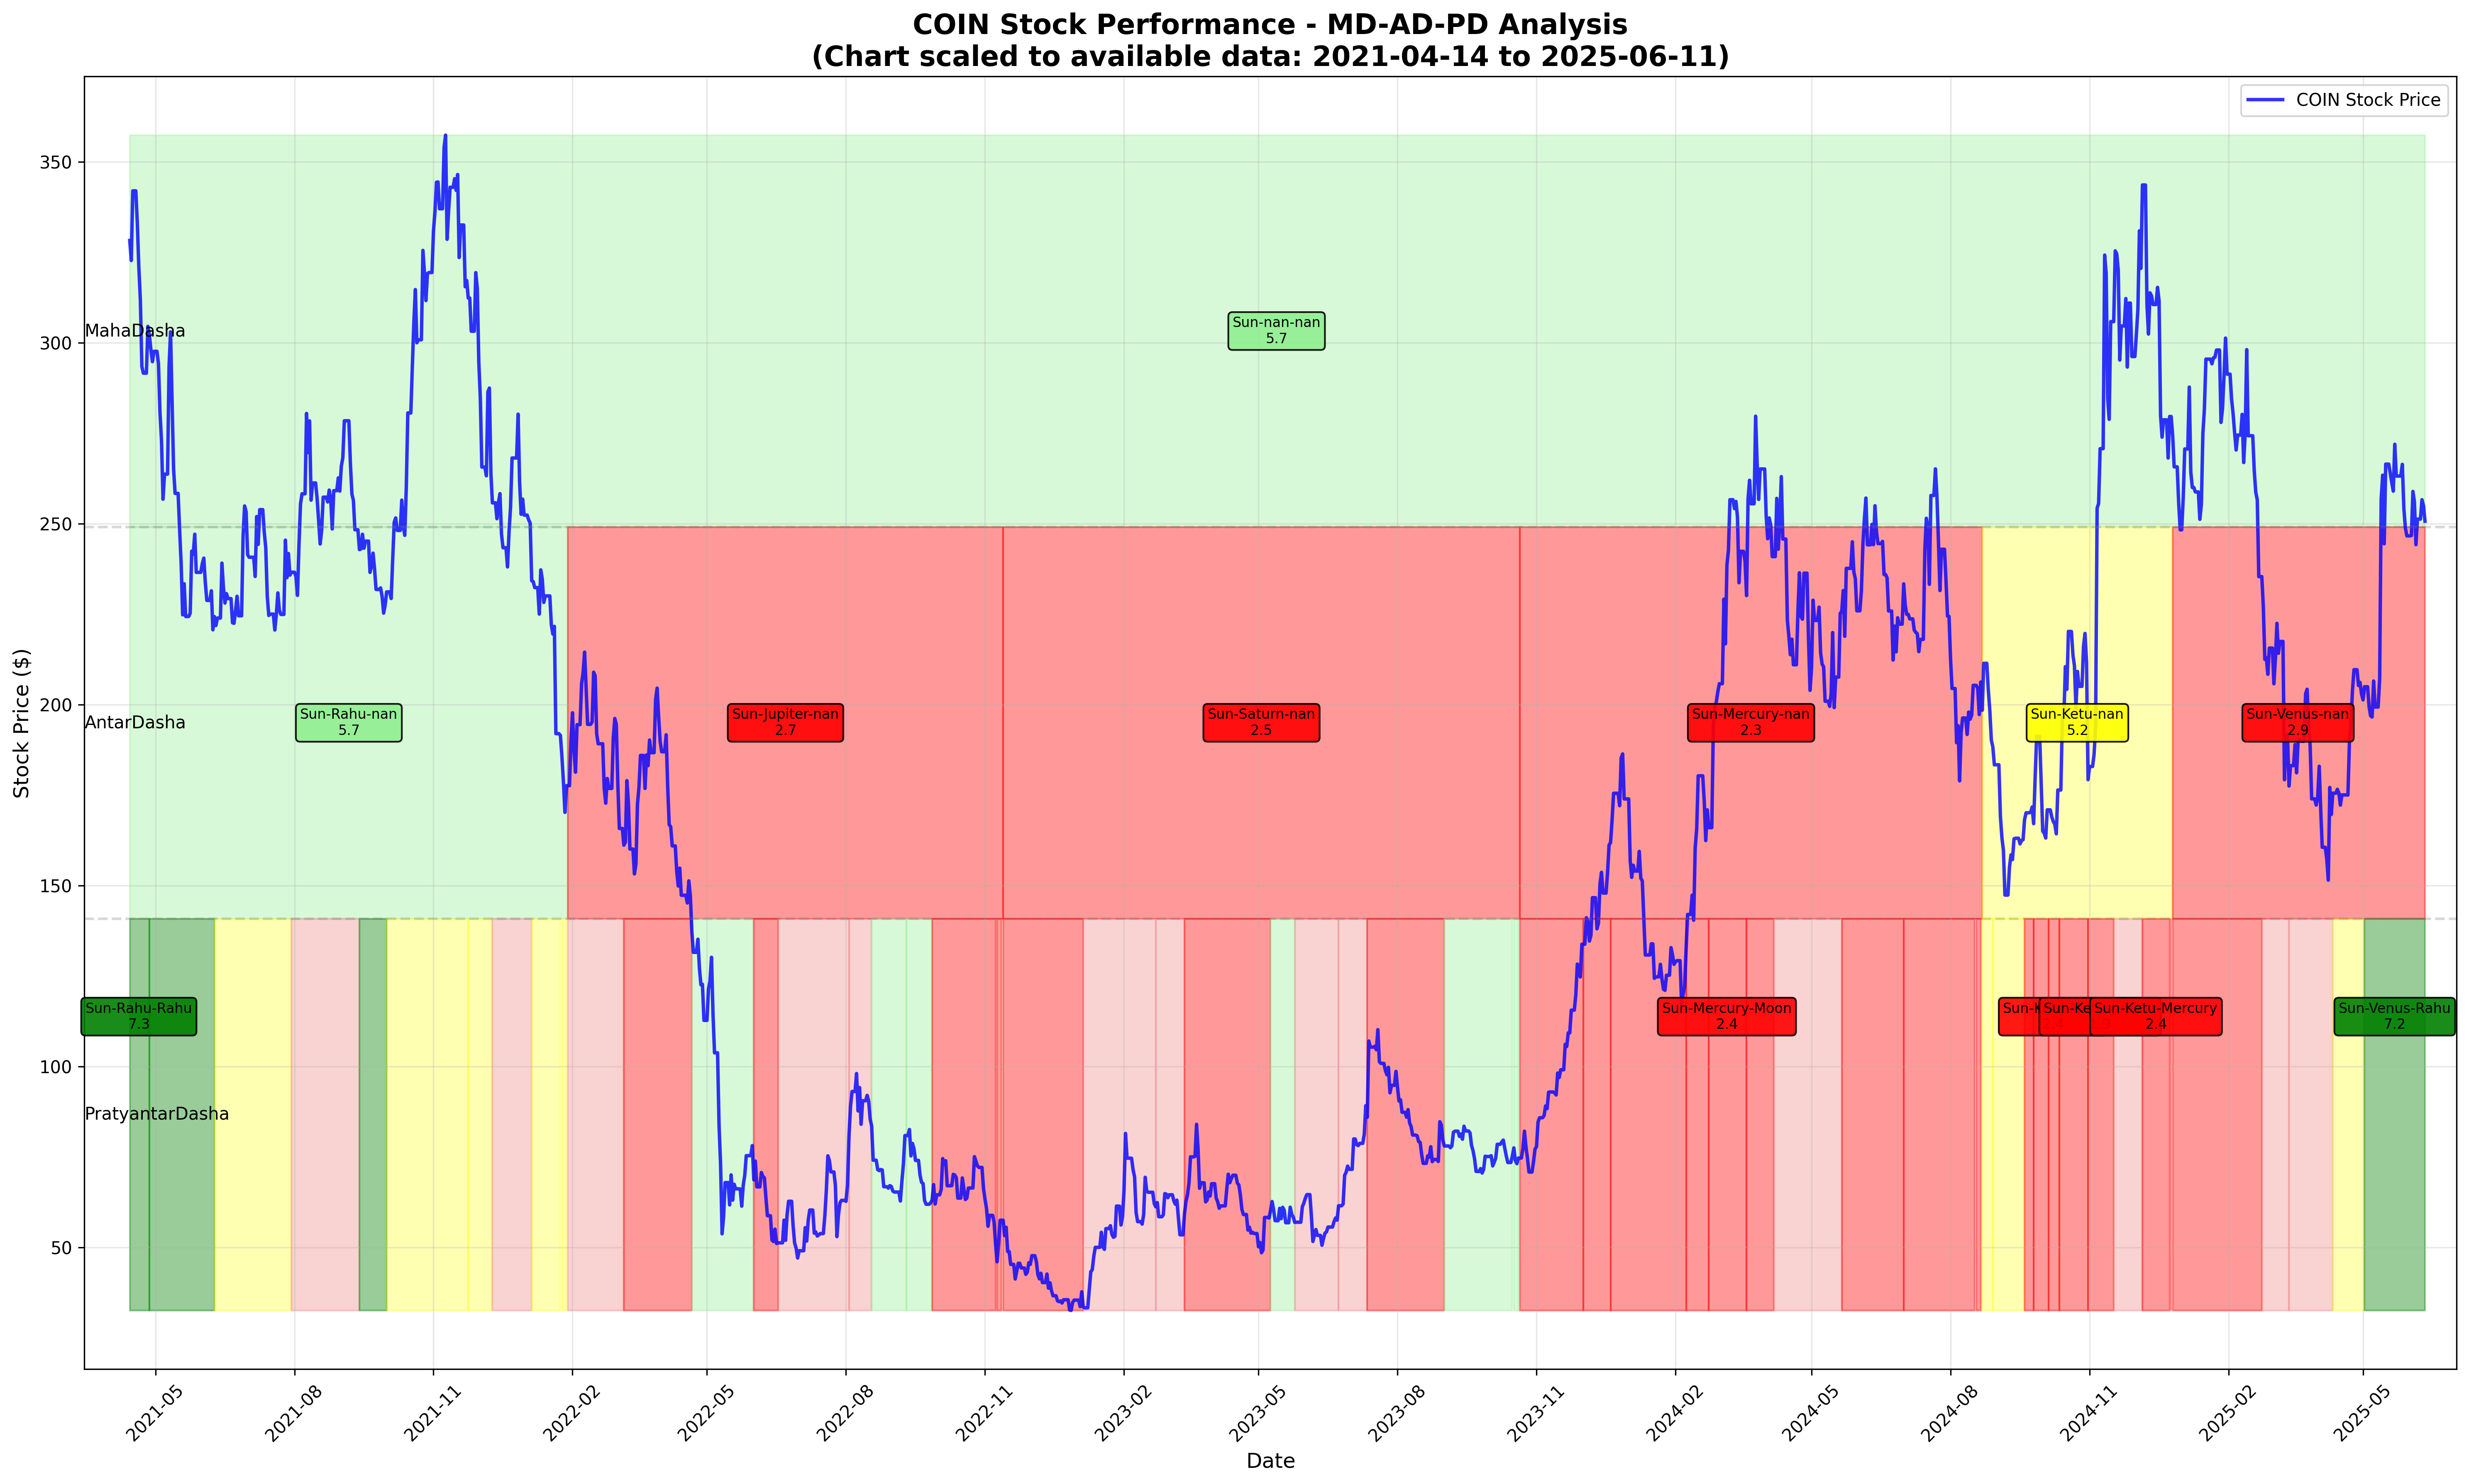 COIN Stock Performance - MD-AD-PD Analysis
(Chart scaled to available data: 2021-04-14 to 2025-06-11)
COIN Stock Price
Stock Price ($)
350
300
250
200
150
100
50
MahaDasha
Sun-nan-nan
5.7
AntarDasha
Sun-Rahu-nan
5.7
Sun-Jupiter-nan
2.7
Sun-Saturn-nan
2.5
Sun-Mercury-nan
2.3
Sun-Ketu-nan
5.2
Sun-Venus-nan
2.9
Sun-Rahu-Rahu
7.3
Sun-Mercury-Moon
2.4
Sun-Ketu-Mercury
2.4
Sun-Venus-Rahu
7.2
PratyantarDasha
2021-05
2021-08
2021-11
2022-02
2022-05
2022-08
2022-11
2023-02
2023-05
2023-08
2023-11
2024-02
2024-05
2024-08
2024-11
2025-02
2025-05
Date